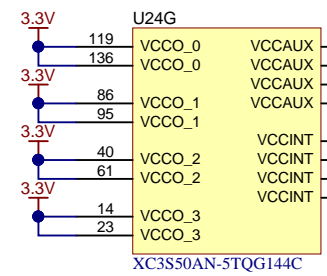 3.3V U24G
119 VCCO_0 VCCAUX
136 VCCO_0 VCCAUX
3.3V VCCAUX
86 VCCO_1 VCCAUX
95 VCCO_1
3.3V VCCINT
40 VCCO_2 VCCINT
61 VCCO_2 VCCINT
3.3V VCCINT
14 VCCO_3
23 VCCO_3
XC3S50AN-5TQG144C